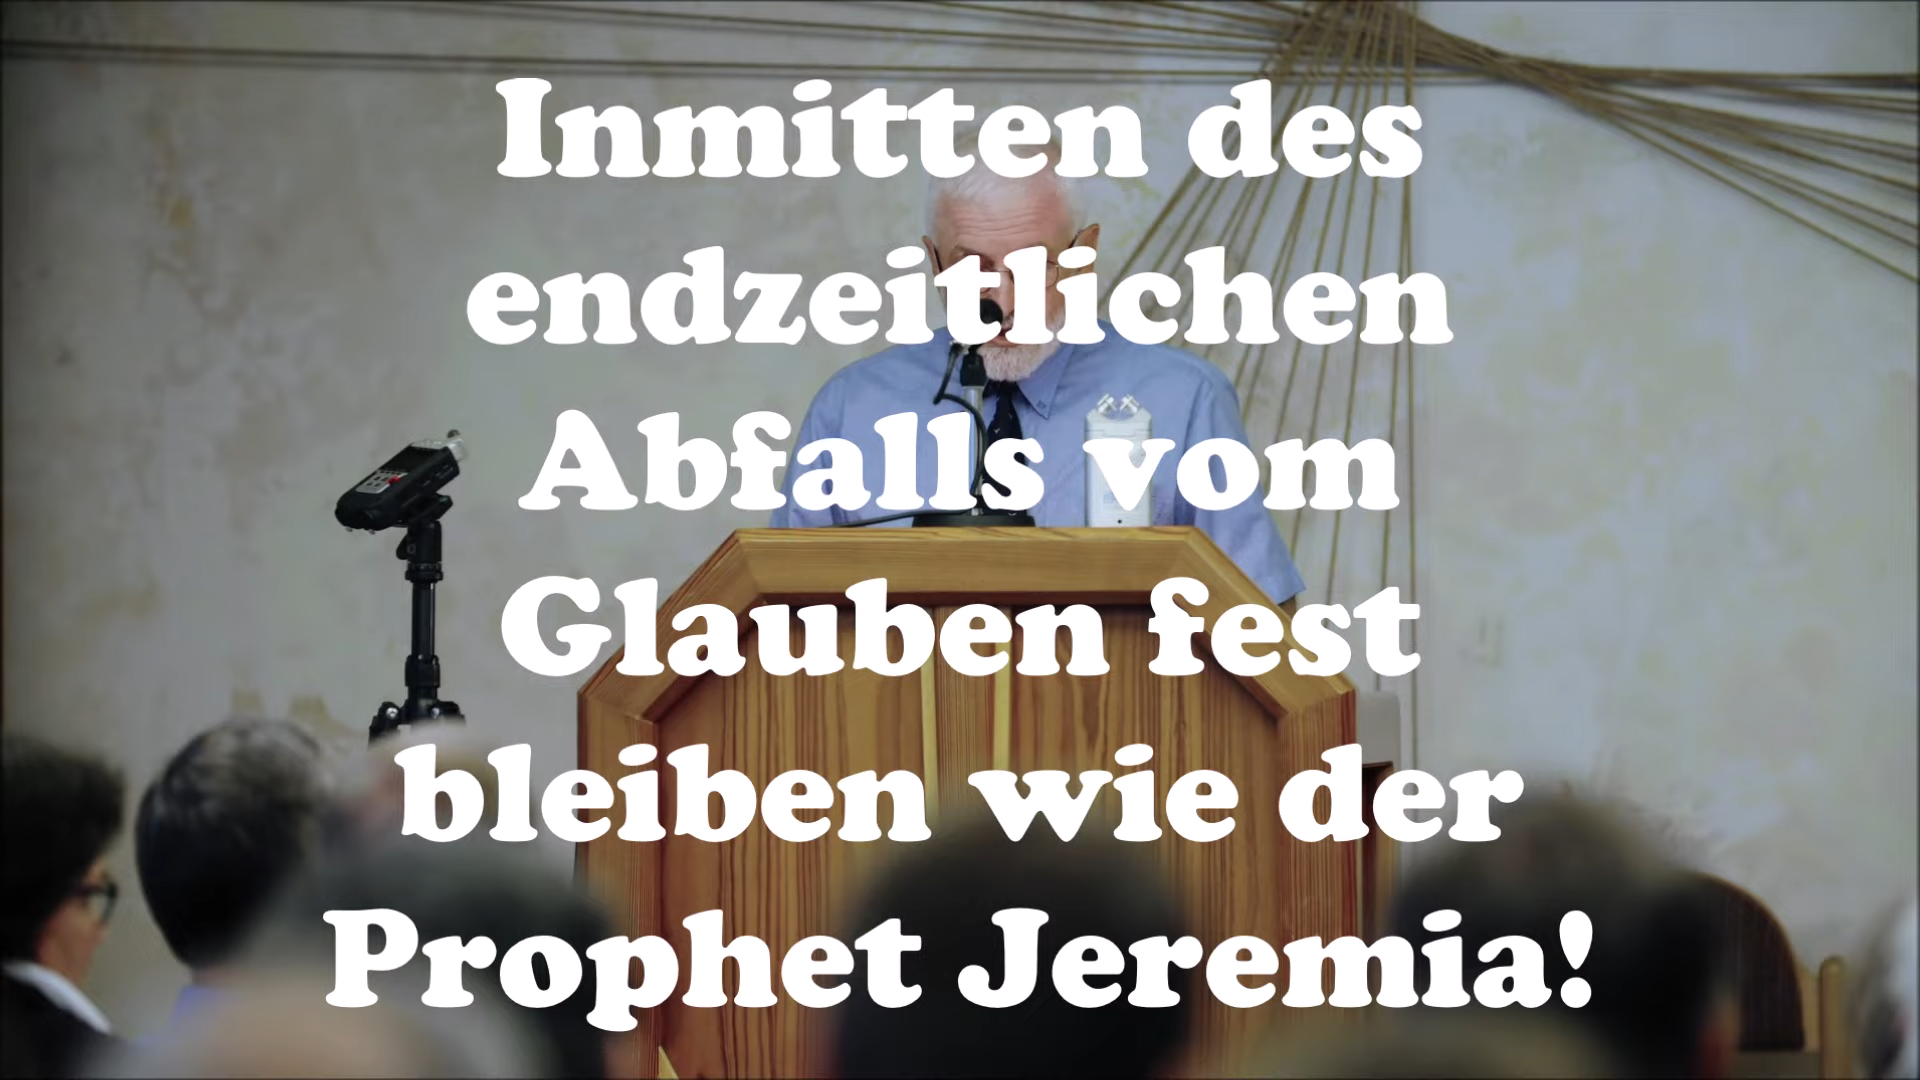 Inmitten des
endzeitlichen
Abfalls vom
Glauben fest
bleiben wie der
Prophet Jeremia!